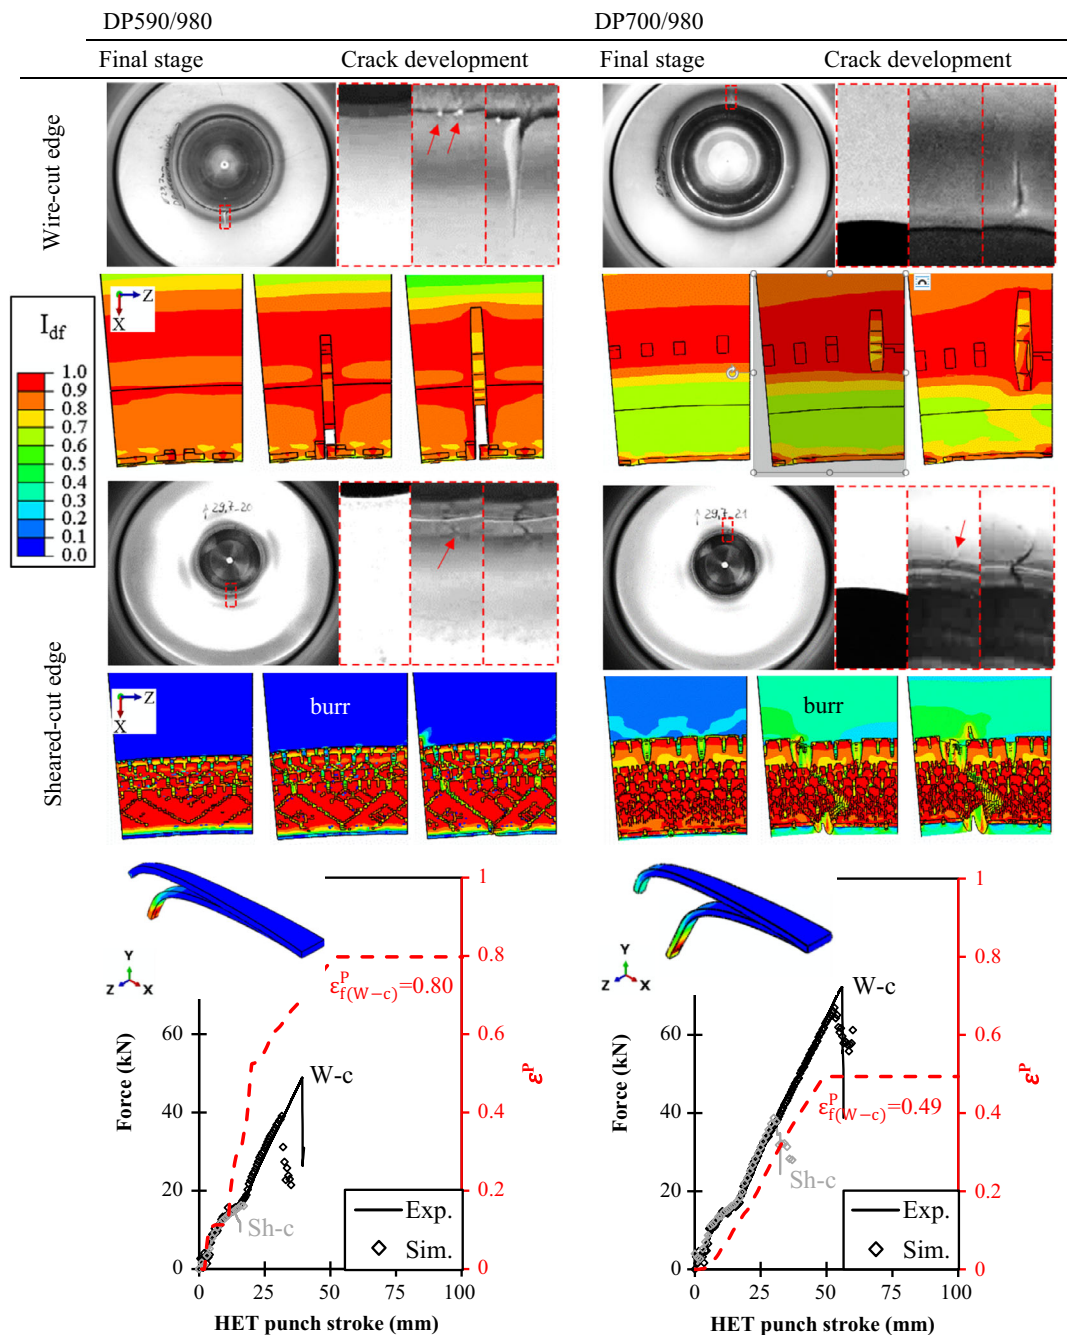 DP590/980 DP700/980
Final stage Crack development Final stage Crack development
Wire-cut edge
Z
X
I_df
1.0
0.9
0.8
0.7
0.6
0.5
0.4
0.3
0.2
0.1
0.0
Sheared-cut edge
29,7-20
29,7-21
Z
X
burr
burr
Y
Z X
ε^P_f(W−c)=0.80
W-c
Sh-c
Exp.
Sim.
Force (kN)
60
40
20
0
1
0.8
0.6
0.4
0.2
0
ε^P
0 25 50 75 100
HET punch stroke (mm)
Y
Z X
W-c
ε^P_f(W−c)=0.49
Sh-c
Exp.
Sim.
Force (kN)
60
40
20
0
1
0.8
0.6
0.4
0.2
0
ε^P
0 25 50 75 100
HET punch stroke (mm)